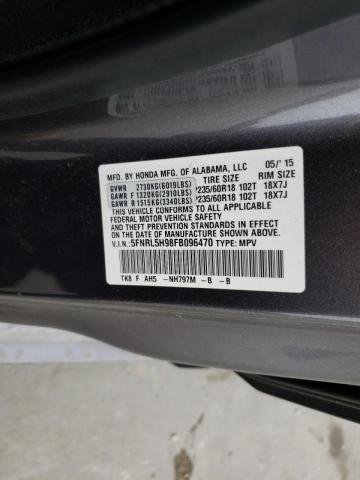 MFD. BY HONDA MFG. OF ALABAMA, LLC 05/'15
TIRE SIZE RIM SIZE
GVWR 2730KG(6019LBS)
GAWR F 1320KG(2910LBS) P235/60R18 102T 18X7J
GAWR R 1515KG(3340LBS) P235/60R18 102T 18X7J
THIS VEHICLE CONFORMS TO ALL APPLICABLE FEDERAL
MOTOR VEHICLE SAFETY, BUMPER,
AND THEFT PREVENTION STANDARDS IN EFFECT
ON THE DATE OF MANUFACTURE SHOWN ABOVE.
V.I.N.:5FNRL5H98FB096470 TYPE: MPV
TK8 F AH5 -NH797M -B -B